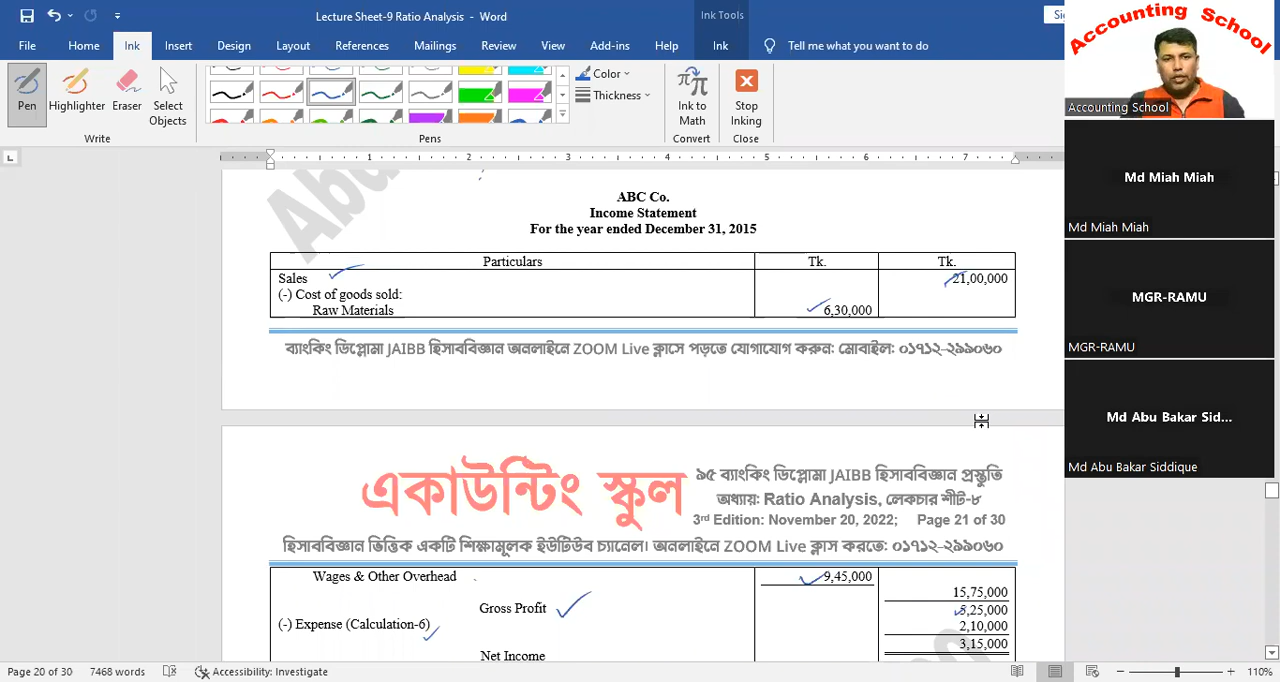 Lecture Sheet-9 Ratio Analysis - Word
Ink Tools
File Home Ink Insert Design Layout References Mailings Review View Add-ins Help Ink Tell me what you want to do
Pen Highlighter Eraser Select Objects
Color
Thickness
Ink to Math
Stop Inking
Write Pens Convert Close
Accounting School
Accounting School
Md Miah Miah
Md Miah Miah
MGR-RAMU
MGR-RAMU
Md Abu Bakar Sid...
Md Abu Bakar Siddique
1 2 3 4 5 6 7
ABC Co.
Income Statement
For the year ended December 31, 2015
Particulars Tk. Tk.
Sales 21,00,000
(-) Cost of goods sold:
Raw Materials 6,30,000
ব্যাংকিং ডিপ্লোমা JAIBB হিসাববিজ্ঞান অনলাইনে ZOOM Live ক্লাসে পড়তে যোগাযোগ করুন: মোবাইল: ০১৭১২-২৯৯০৬০
একাউন্টিং স্কুল
৯৫ ব্যাংকিং ডিপ্লোমা JAIBB হিসাববিজ্ঞান প্রস্তুতি
অধ্যায়: Ratio Analysis, লেকচার শীট-৮
3rd Edition: November 20, 2022; Page 21 of 30
হিসাববিজ্ঞান ভিত্তিক একটি শিক্ষামূলক ইউটিউব চ্যানেল। অনলাইনে ZOOM Live ক্লাস করতে: ০১৭১২-২৯৯০৬০
Wages & Other Overhead 9,45,000
15,75,000
Gross Profit 5,25,000
(-) Expense (Calculation-6) 2,10,000
3,15,000
Net Income
Page 20 of 30 7468 words Accessibility: Investigate 110%